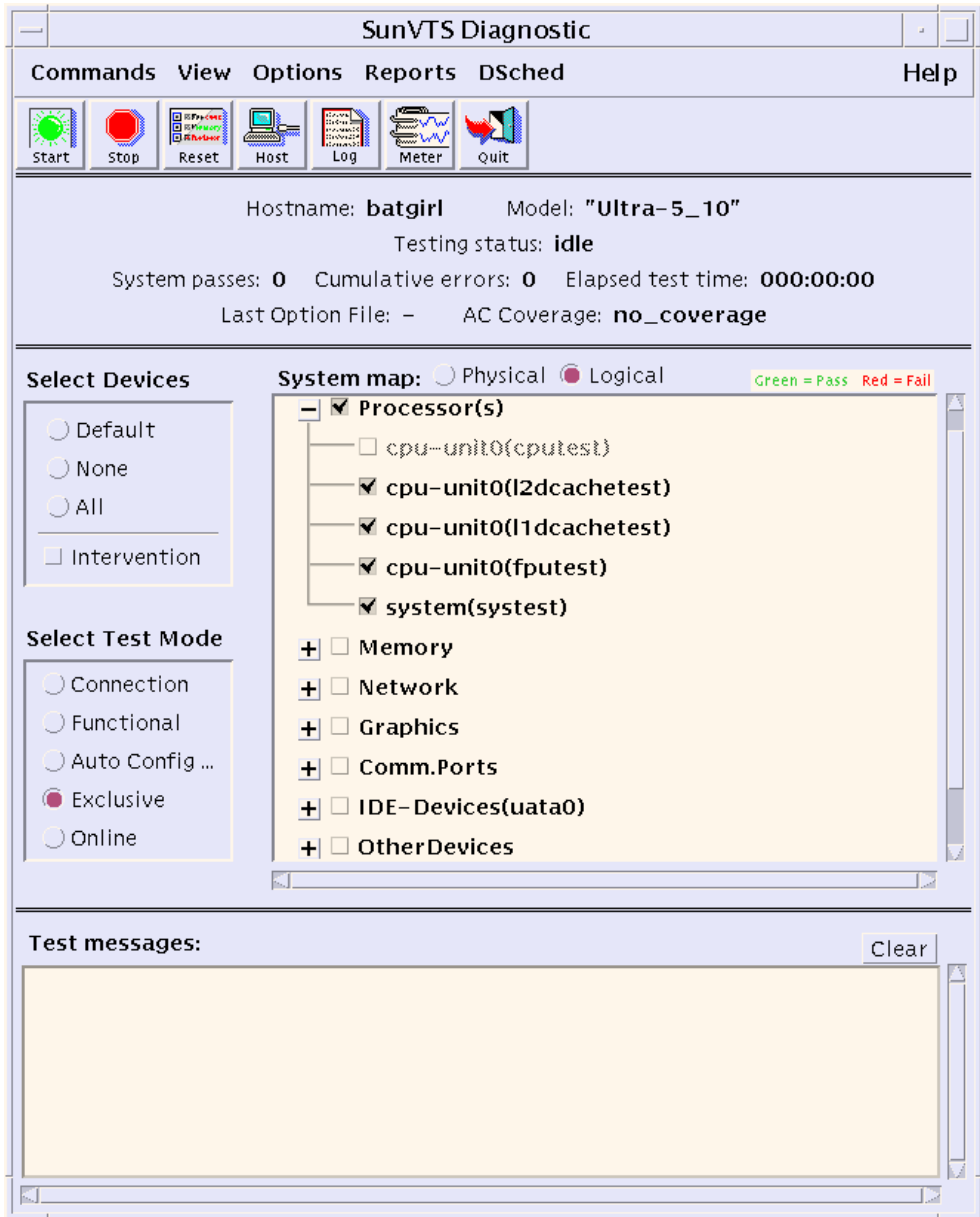 SunVTS Diagnostic
Commands View Options Reports DSched Help
Start Stop Reset Host Log Meter Quit
Hostname: batgirl Model: "Ultra-5_10"
Testing status: idle
System passes: 0 Cumulative errors: 0 Elapsed test time: 000:00:00
Last Option File: - AC Coverage: no_coverage
Select Devices
Default
None
All
Intervention
Select Test Mode
Connection
Functional
Auto Config ...
Exclusive
Online
System map: Physical Logical Green = Pass Red = Fail
Processor(s)
cpu-unit0(cputest)
cpu-unit0(l2dcachetest)
cpu-unit0(l1dcachetest)
cpu-unit0(fputest)
system(systest)
Memory
Network
Graphics
Comm.Ports
IDE-Devices(uata0)
OtherDevices
Test messages: Clear